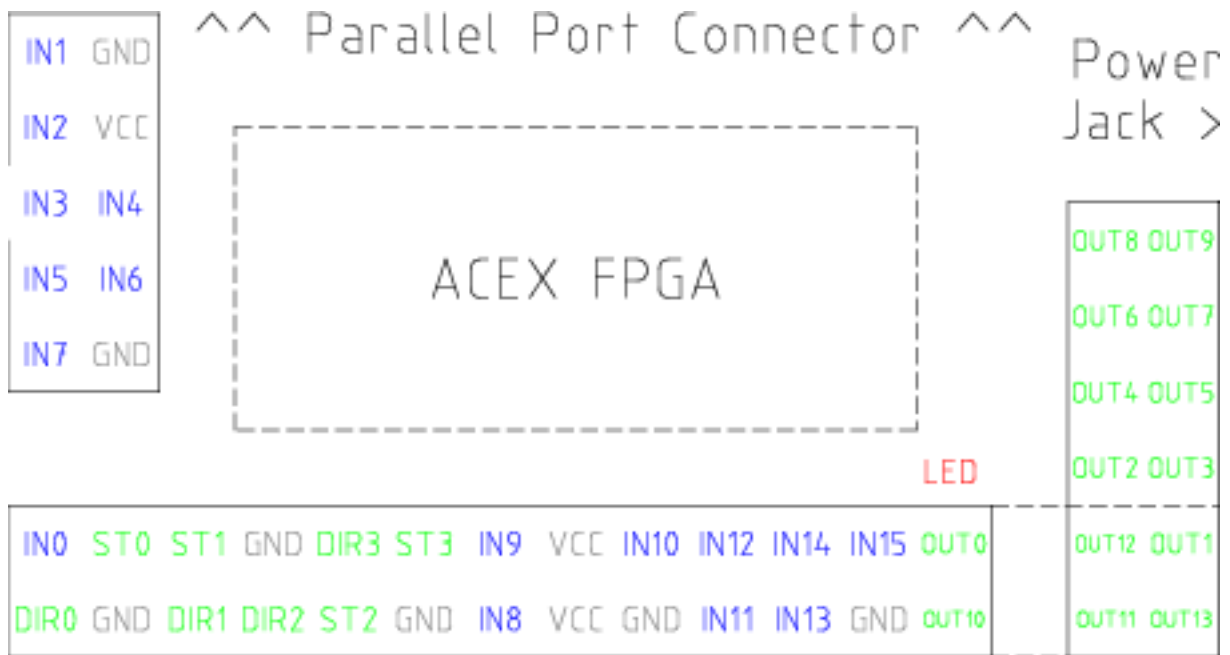 ^^ Parallel Port Connector ^^
Power
Jack >
IN1 GND
IN2 VCC
IN3 IN4
IN5 IN6
IN7 GND
ACEX FPGA
OUT8 OUT9
OUT6 OUT7
OUT4 OUT5
OUT2 OUT3
LED
IN0 ST0 ST1 GND DIR3 ST3 IN9 VCC IN10 IN12 IN14 IN15 OUT0
OUT12 OUT1
DIR0 GND DIR1 DIR2 ST2 GND IN8 VCC GND IN11 IN13 GND OUT10
OUT11 OUT13